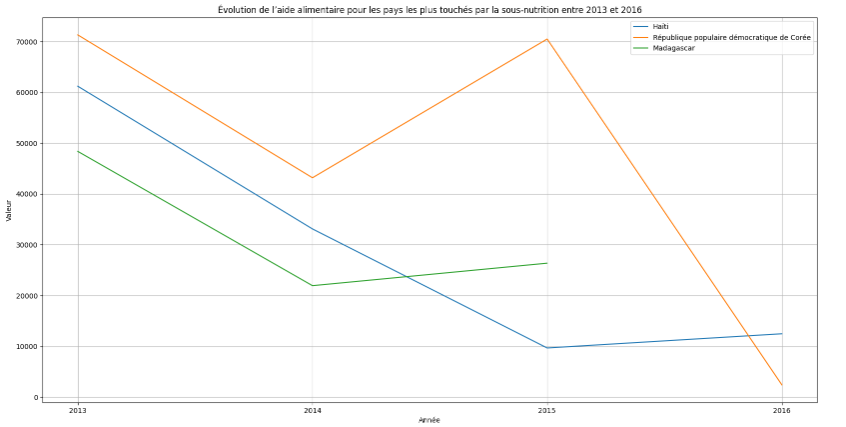 Évolution de l'aide alimentaire pour les pays les plus touchés par la sous-nutrition entre 2013 et 2016
Haïti
République populaire démocratique de Corée
Madagascar
Valeur
70000
60000
50000
40000
30000
20000
10000
0
2013
2014
2015
2016
Année